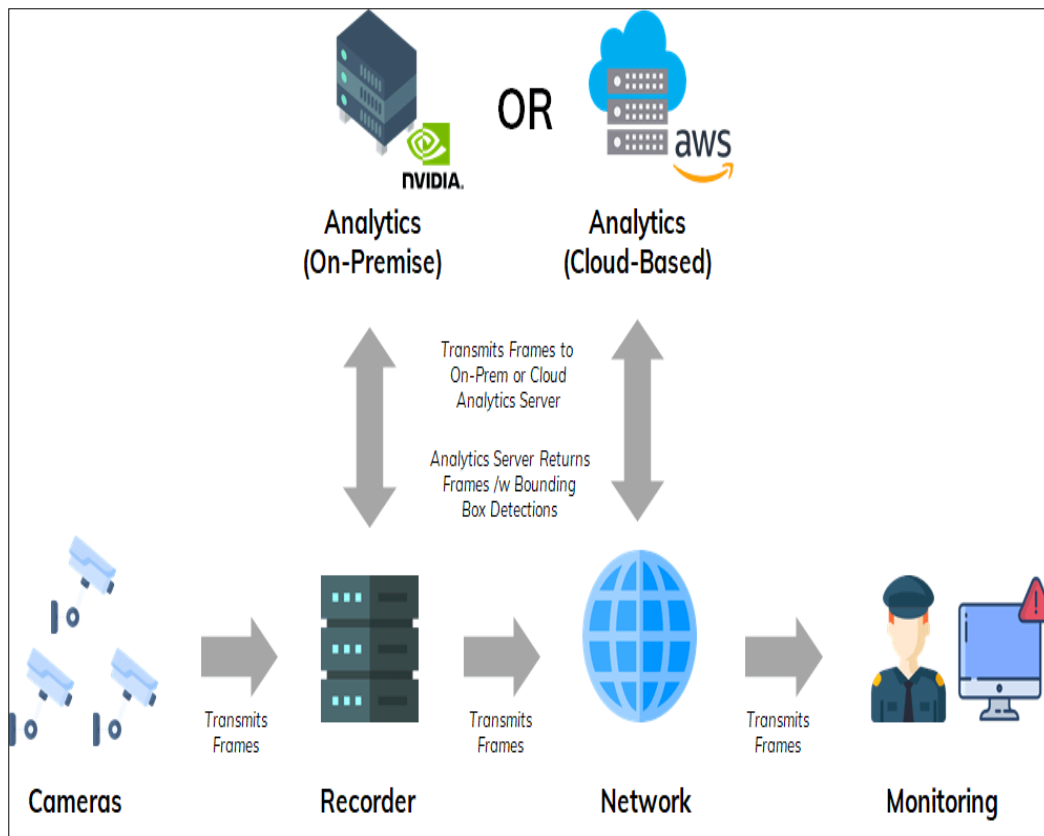 OR
NVIDIA.
aws
Analytics
(On-Premise)
Analytics
(Cloud-Based)
Transmits Frames to
On-Prem or Cloud
Analytics Server
Analytics Server Returns
Frames /w Bounding
Box Detections
Transmits
Frames
Transmits
Frames
Transmits
Frames
Cameras
Recorder
Network
Monitoring